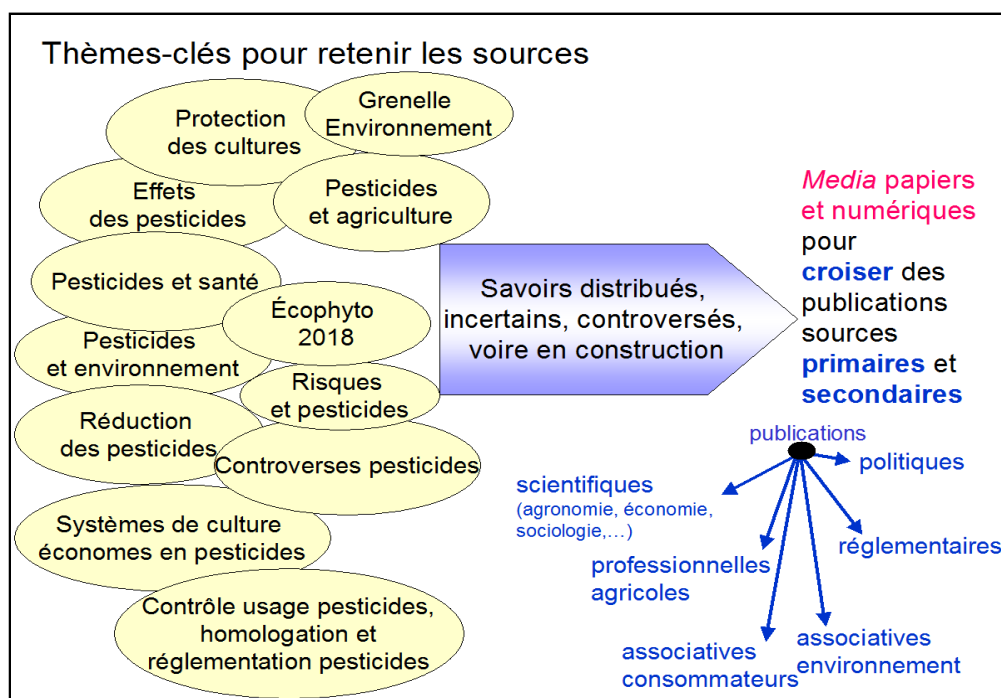 Thèmes-clés pour retenir les sources
Protection
des cultures
Grenelle
Environnement
Effets
des pesticides
Pesticides
et agriculture
Pesticides et santé
Écophyto
2018
Pesticides
et environnement
Risques
et pesticides
Réduction
des pesticides
Controverses pesticides
Systèmes de culture
économes en pesticides
Contrôle usage pesticides,
homologation et
réglementation pesticides
Savoirs distribués,
incertains, controversés,
voire en construction
Media papiers
et numériques
pour
croiser des
publications
sources
primaires et
secondaires
publications
politiques
scientifiques
(agronomie, économie,
sociologie,…)
réglementaires
professionnelles
agricoles
associatives
environnement
associatives
consommateurs